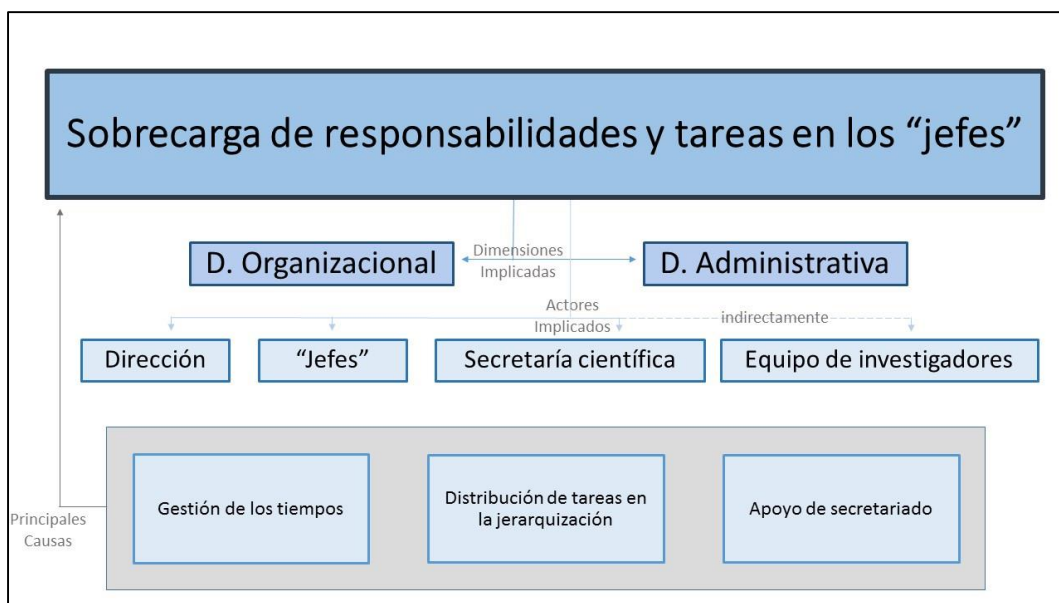 Sobrecarga de responsabilidades y tareas en los “jefes”
D. Organizacional
Dimensiones
Implicadas
D. Administrativa
Actores
Implicados
indirectamente
Dirección
“Jefes”
Secretaría científica
Equipo de investigadores
Gestión de los tiempos
Distribución de tareas en
la jerarquización
Apoyo de secretariado
Principales
Causas